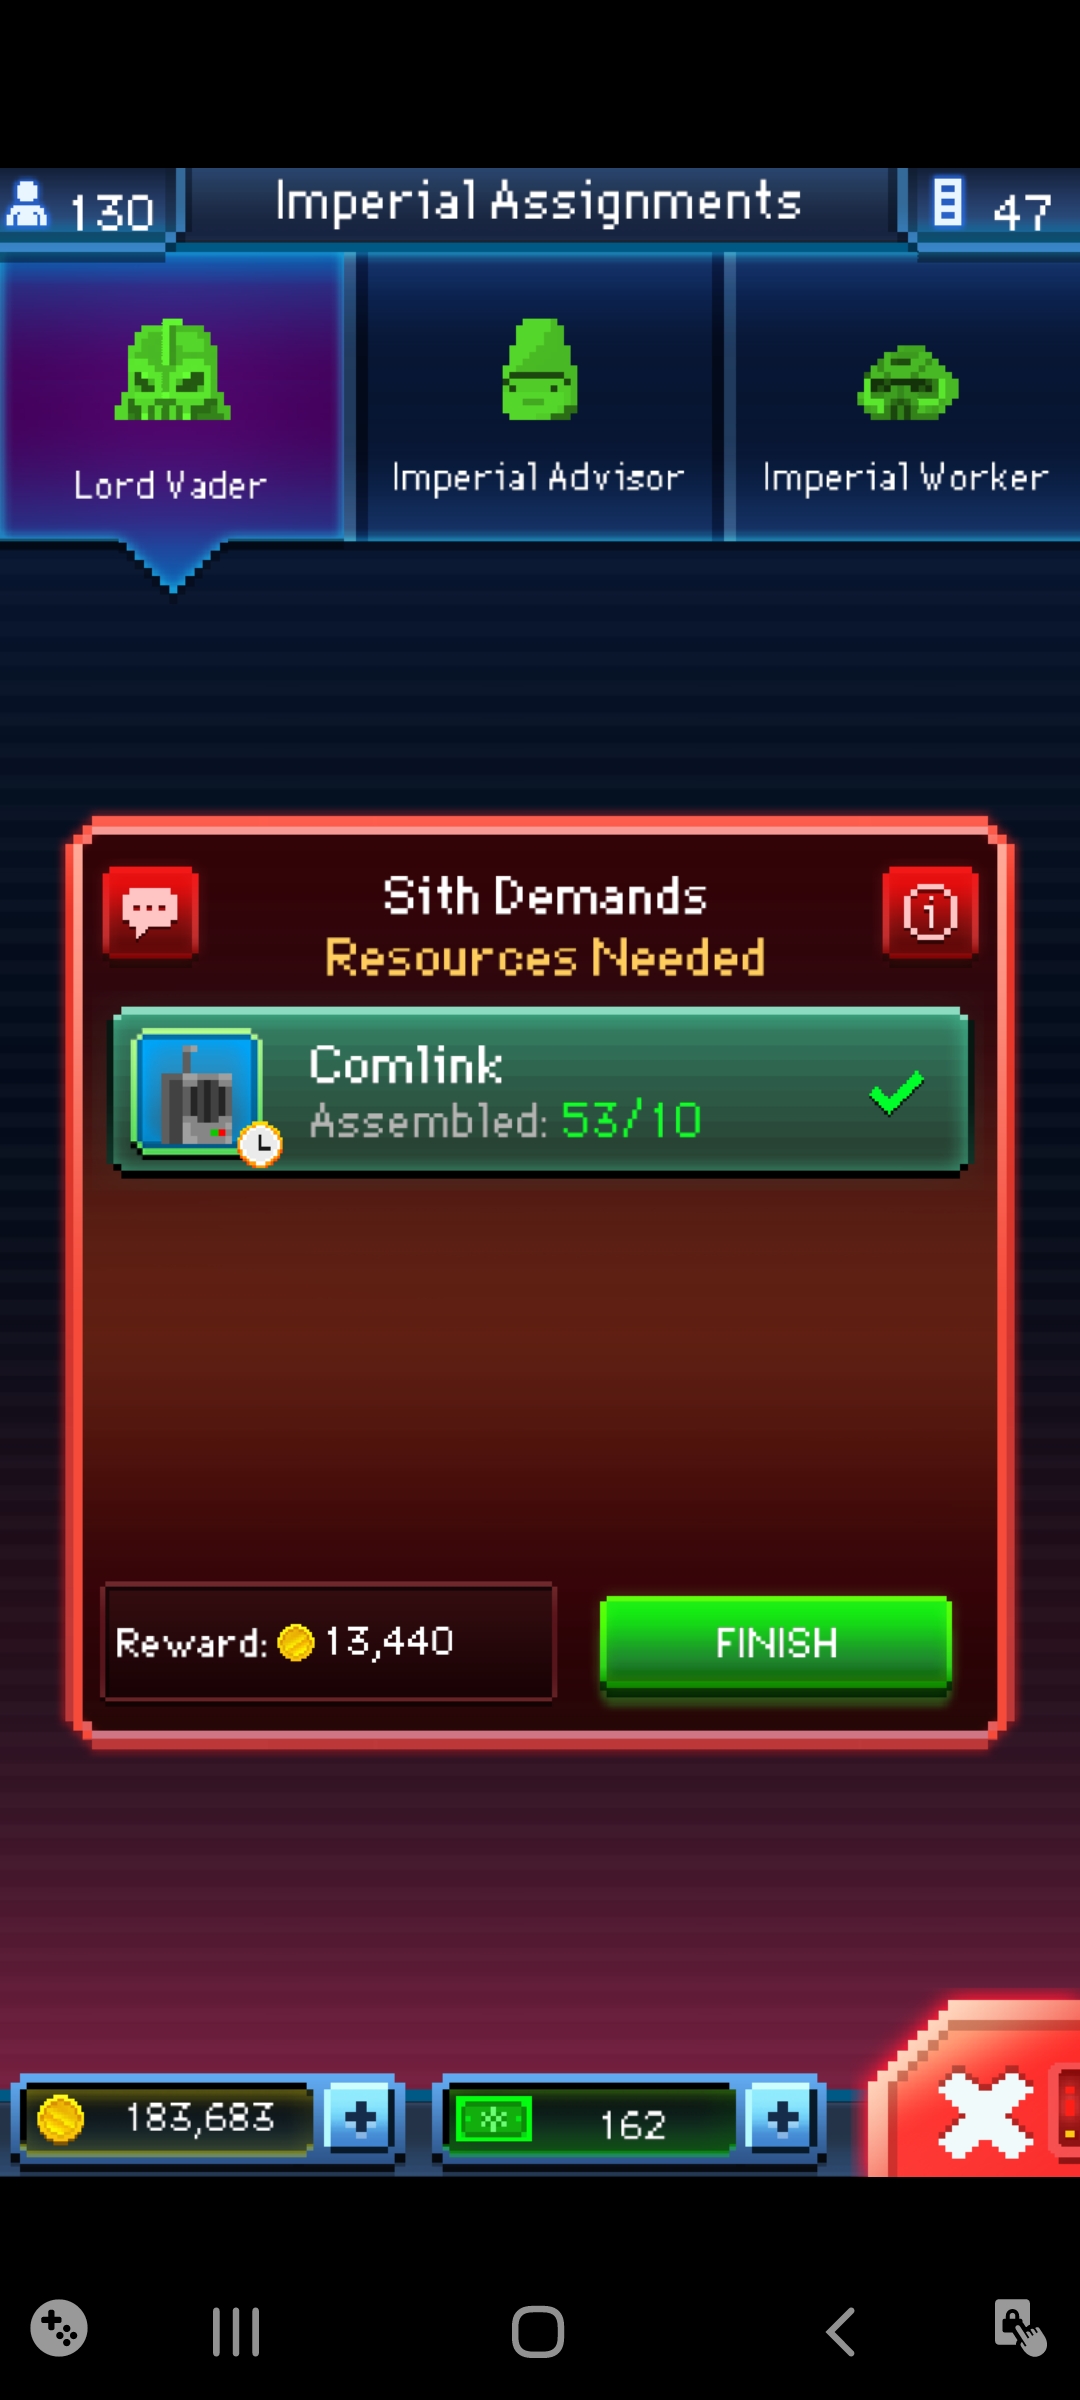 130
Imperial Assignments
47
Lord Vader
Imperial Advisor
Imperial Worker
Sith Demands
Resources Needed
Comlink
Assembled: 53/10
Reward: 13,440
FINISH
183,683
162